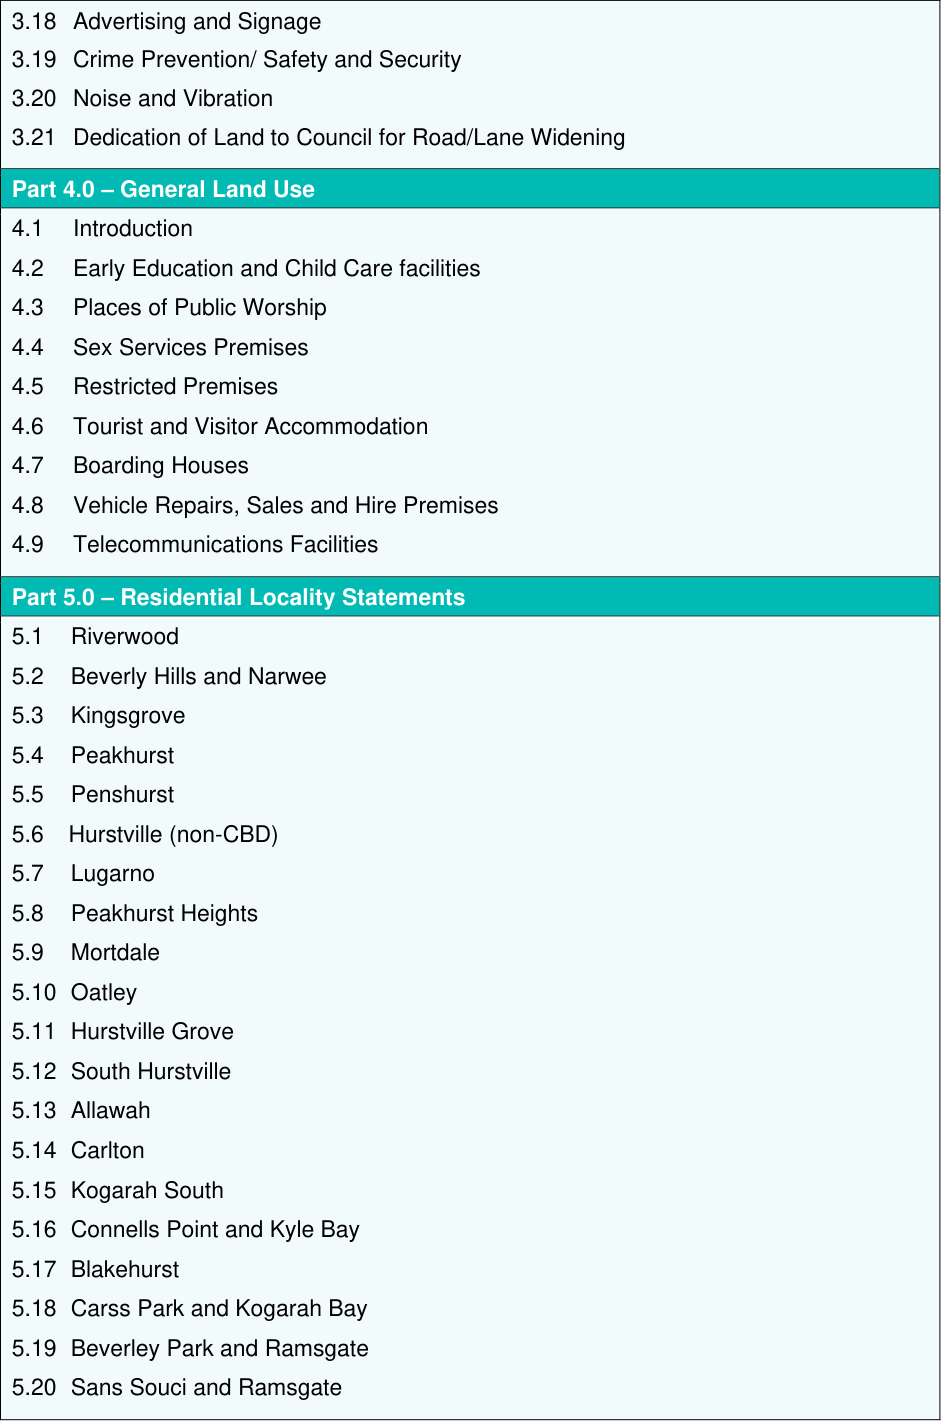 3.18 Advertising and Signage
3.19 Crime Prevention/ Safety and Security
3.20 Noise and Vibration
3.21 Dedication of Land to Council for Road/Lane Widening
Part 4.0 – General Land Use
4.1 Introduction
4.2 Early Education and Child Care facilities
4.3 Places of Public Worship
4.4 Sex Services Premises
4.5 Restricted Premises
4.6 Tourist and Visitor Accommodation
4.7 Boarding Houses
4.8 Vehicle Repairs, Sales and Hire Premises
4.9 Telecommunications Facilities
Part 5.0 – Residential Locality Statements
5.1 Riverwood
5.2 Beverly Hills and Narwee
5.3 Kingsgrove
5.4 Peakhurst
5.5 Penshurst
5.6 Hurstville (non-CBD)
5.7 Lugarno
5.8 Peakhurst Heights
5.9 Mortdale
5.10 Oatley
5.11 Hurstville Grove
5.12 South Hurstville
5.13 Allawah
5.14 Carlton
5.15 Kogarah South
5.16 Connells Point and Kyle Bay
5.17 Blakehurst
5.18 Carss Park and Kogarah Bay
5.19 Beverley Park and Ramsgate
5.20 Sans Souci and Ramsgate